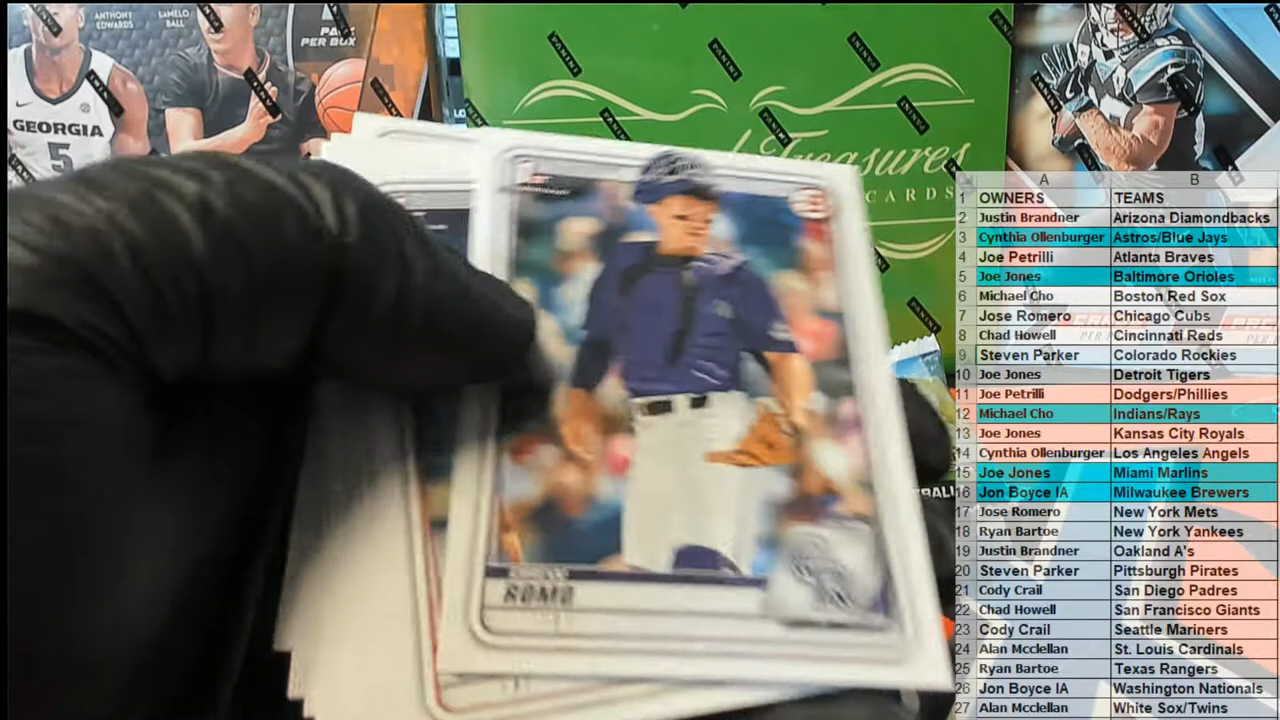 ANTHONY EDWARDS
LAMELO BALL
PER BOX
GEORGIA
5
PANINI
PANINI
PANINI
PANINI
PANINI
PANINI
PANINI
Treasures
CARDS
ROMO
A B
1 OWNERS TEAMS
2 Justin Brandner Arizona Diamondbacks
3 Cynthia Ollenburger Astros/Blue Jays
4 Joe Petrilli Atlanta Braves
5 Joe Jones Baltimore Orioles
6 Michael Cho Boston Red Sox
7 Jose Romero Chicago Cubs
8 Chad Howell Cincinnati Reds
9 Steven Parker Colorado Rockies
10 Joe Jones Detroit Tigers
11 Joe Petrilli Dodgers/Phillies
12 Michael Cho Indians/Rays
13 Joe Jones Kansas City Royals
14 Cynthia Ollenburger Los Angeles Angels
15 Joe Jones Miami Marlins
16 Jon Boyce IA Milwaukee Brewers
17 Jose Romero New York Mets
18 Ryan Bartoe New York Yankees
19 Justin Brandner Oakland A's
20 Steven Parker Pittsburgh Pirates
21 Cody Crail San Diego Padres
22 Chad Howell San Francisco Giants
23 Cody Crail Seattle Mariners
24 Alan Mcclellan St. Louis Cardinals
25 Ryan Bartoe Texas Rangers
26 Jon Boyce IA Washington Nationals
27 Alan Mcclellan White Sox/Twins